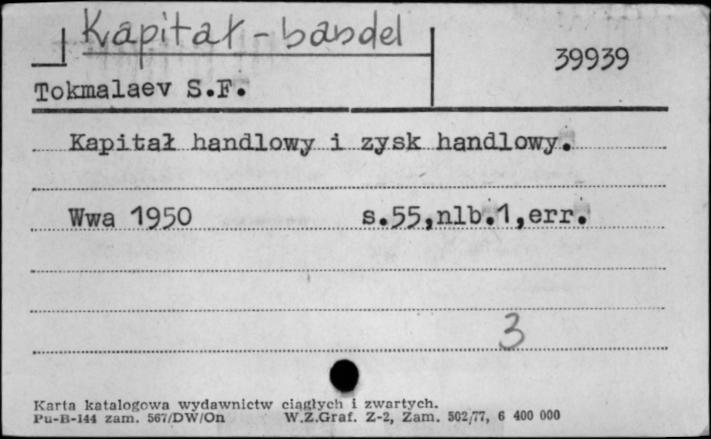 Kapitał - handel
39939
Tokmalaev S.F.
Kapitał handlowy i zysk handlowy.
Wwa 1950 s.55,nlb.1,err.
3
Karta katalogowa wydawnictw ciągłych i zwartych.
Pu-B-144 zam. 567/DW/On W.Z.Graf. Z-2, Zam. 502/77, 6 400 000